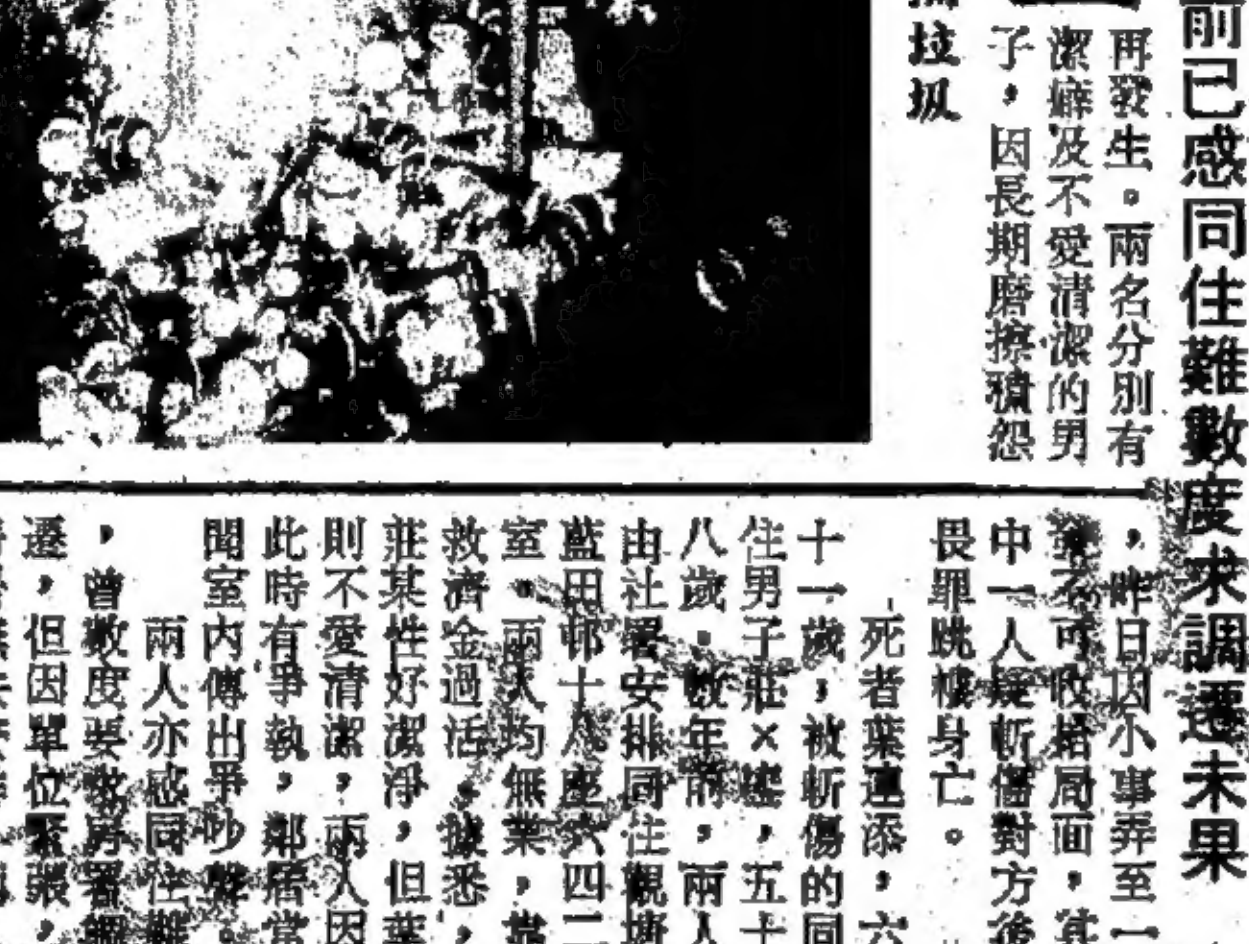 前已感同住難數度求調遷未果
再發生。兩名分別有
潔癖及不愛清潔的男
子，因長期磨擦積怨
垃圾
，昨日因小事弄至一
不可收拾局面，其
中一人疑斬傷對方後
畏罪跳樓身亡。
死者葉連添，六
十一歲，被斬傷的同
住男子莊×，五十
八歲。數年前，兩人
由社署安排同住觀塘
藍田邨十八座六四二
室。兩人均無業，靠
救濟金過活。據悉，
莊某性好潔淨，但葉
則不愛清潔，兩人因
此時有爭執，鄰居常
聞室內傳出爭吵聲。
兩人亦感同住難
，曾數度要求房署調
遷，但因單位緊張，